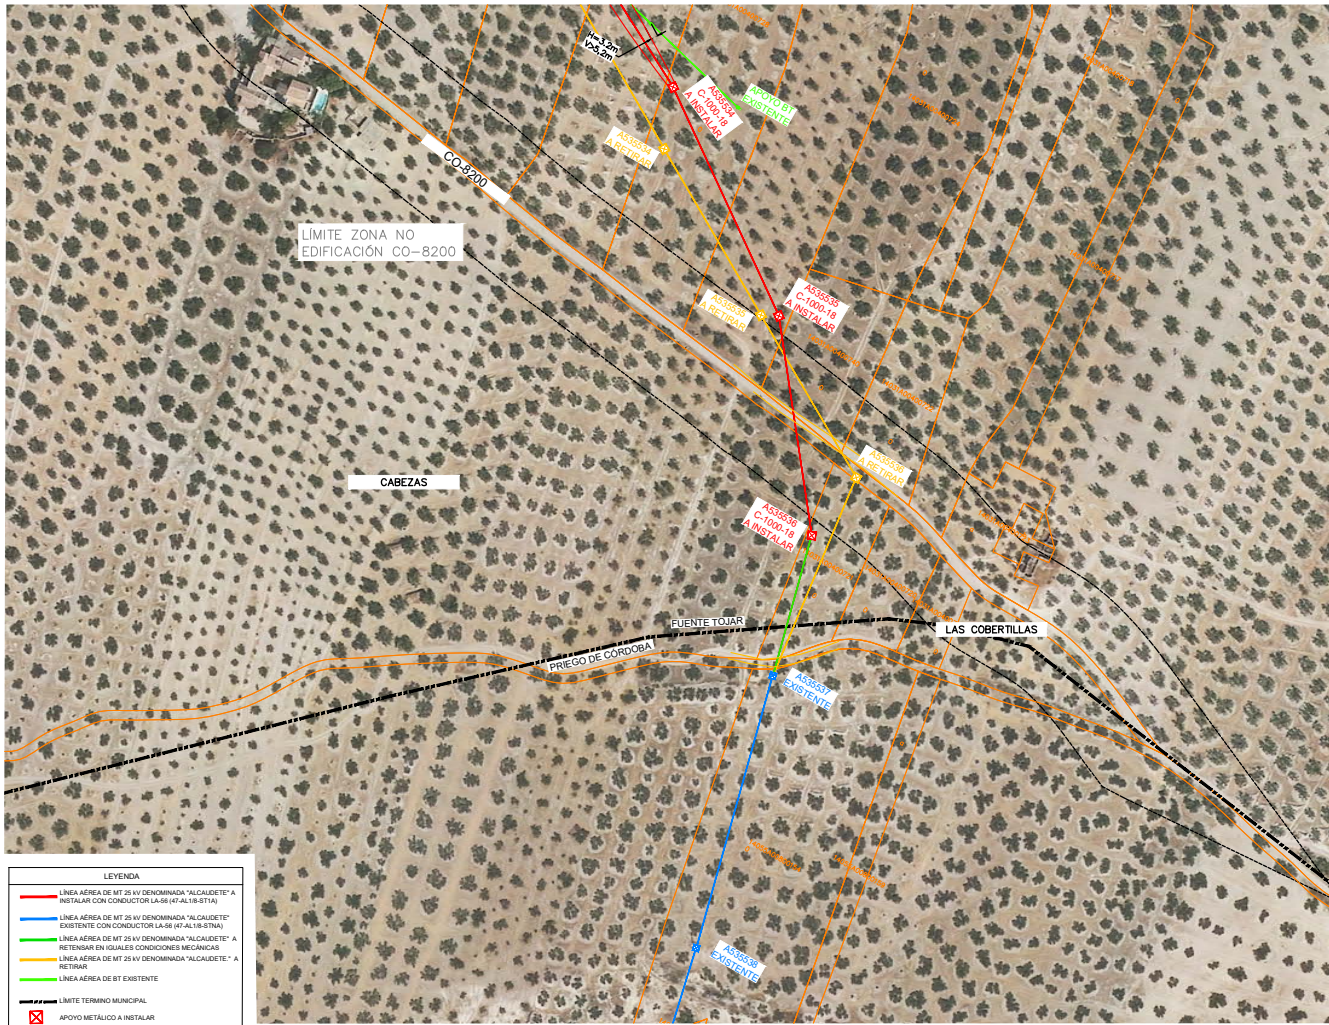 H=3.2m
V>5.2m
A535534
C-1000-18
A INSTALAR
APOYO BT
EXISTENTE
A535534
A RETIRAR
CO-8200
LÍMITE ZONA NO
EDIFICACIÓN CO-8200
A535535
C-1000-18
A INSTALAR
A535535
A RETIRAR
A535536
A RETIRAR
CABEZAS
A535536
C-1000-18
A INSTALAR
FUENTE TOJAR
LAS COBERTILLAS
PRIEGO DE CÓRDOBA
A535537
EXISTENTE
A535538
EXISTENTE
LEYENDA
LÍNEA AÉREA DE MT 25 kV DENOMINADA "ALCAUDETE" A
INSTALAR CON CONDUCTOR LA-56 (47-AL1/8-ST1A)
LÍNEA AÉREA DE MT 25 kV DENOMINADA "ALCAUDETE"
EXISTENTE CON CONDUCTOR LA-56 (47-AL1/8-STNA)
LÍNEA AÉREA DE MT 25 kV DENOMINADA "ALCAUDETE" A
RETENSAR EN IGUALES CONDICIONES MECÁNICAS
LÍNEA AÉREA DE MT 25 kV DENOMINADA "ALCAUDETE." A
RETIRAR
LÍNEA AÉREA DE BT EXISTENTE
LÍMITE TERMINO MUNICIPAL
APOYO METÁLICO A INSTALAR